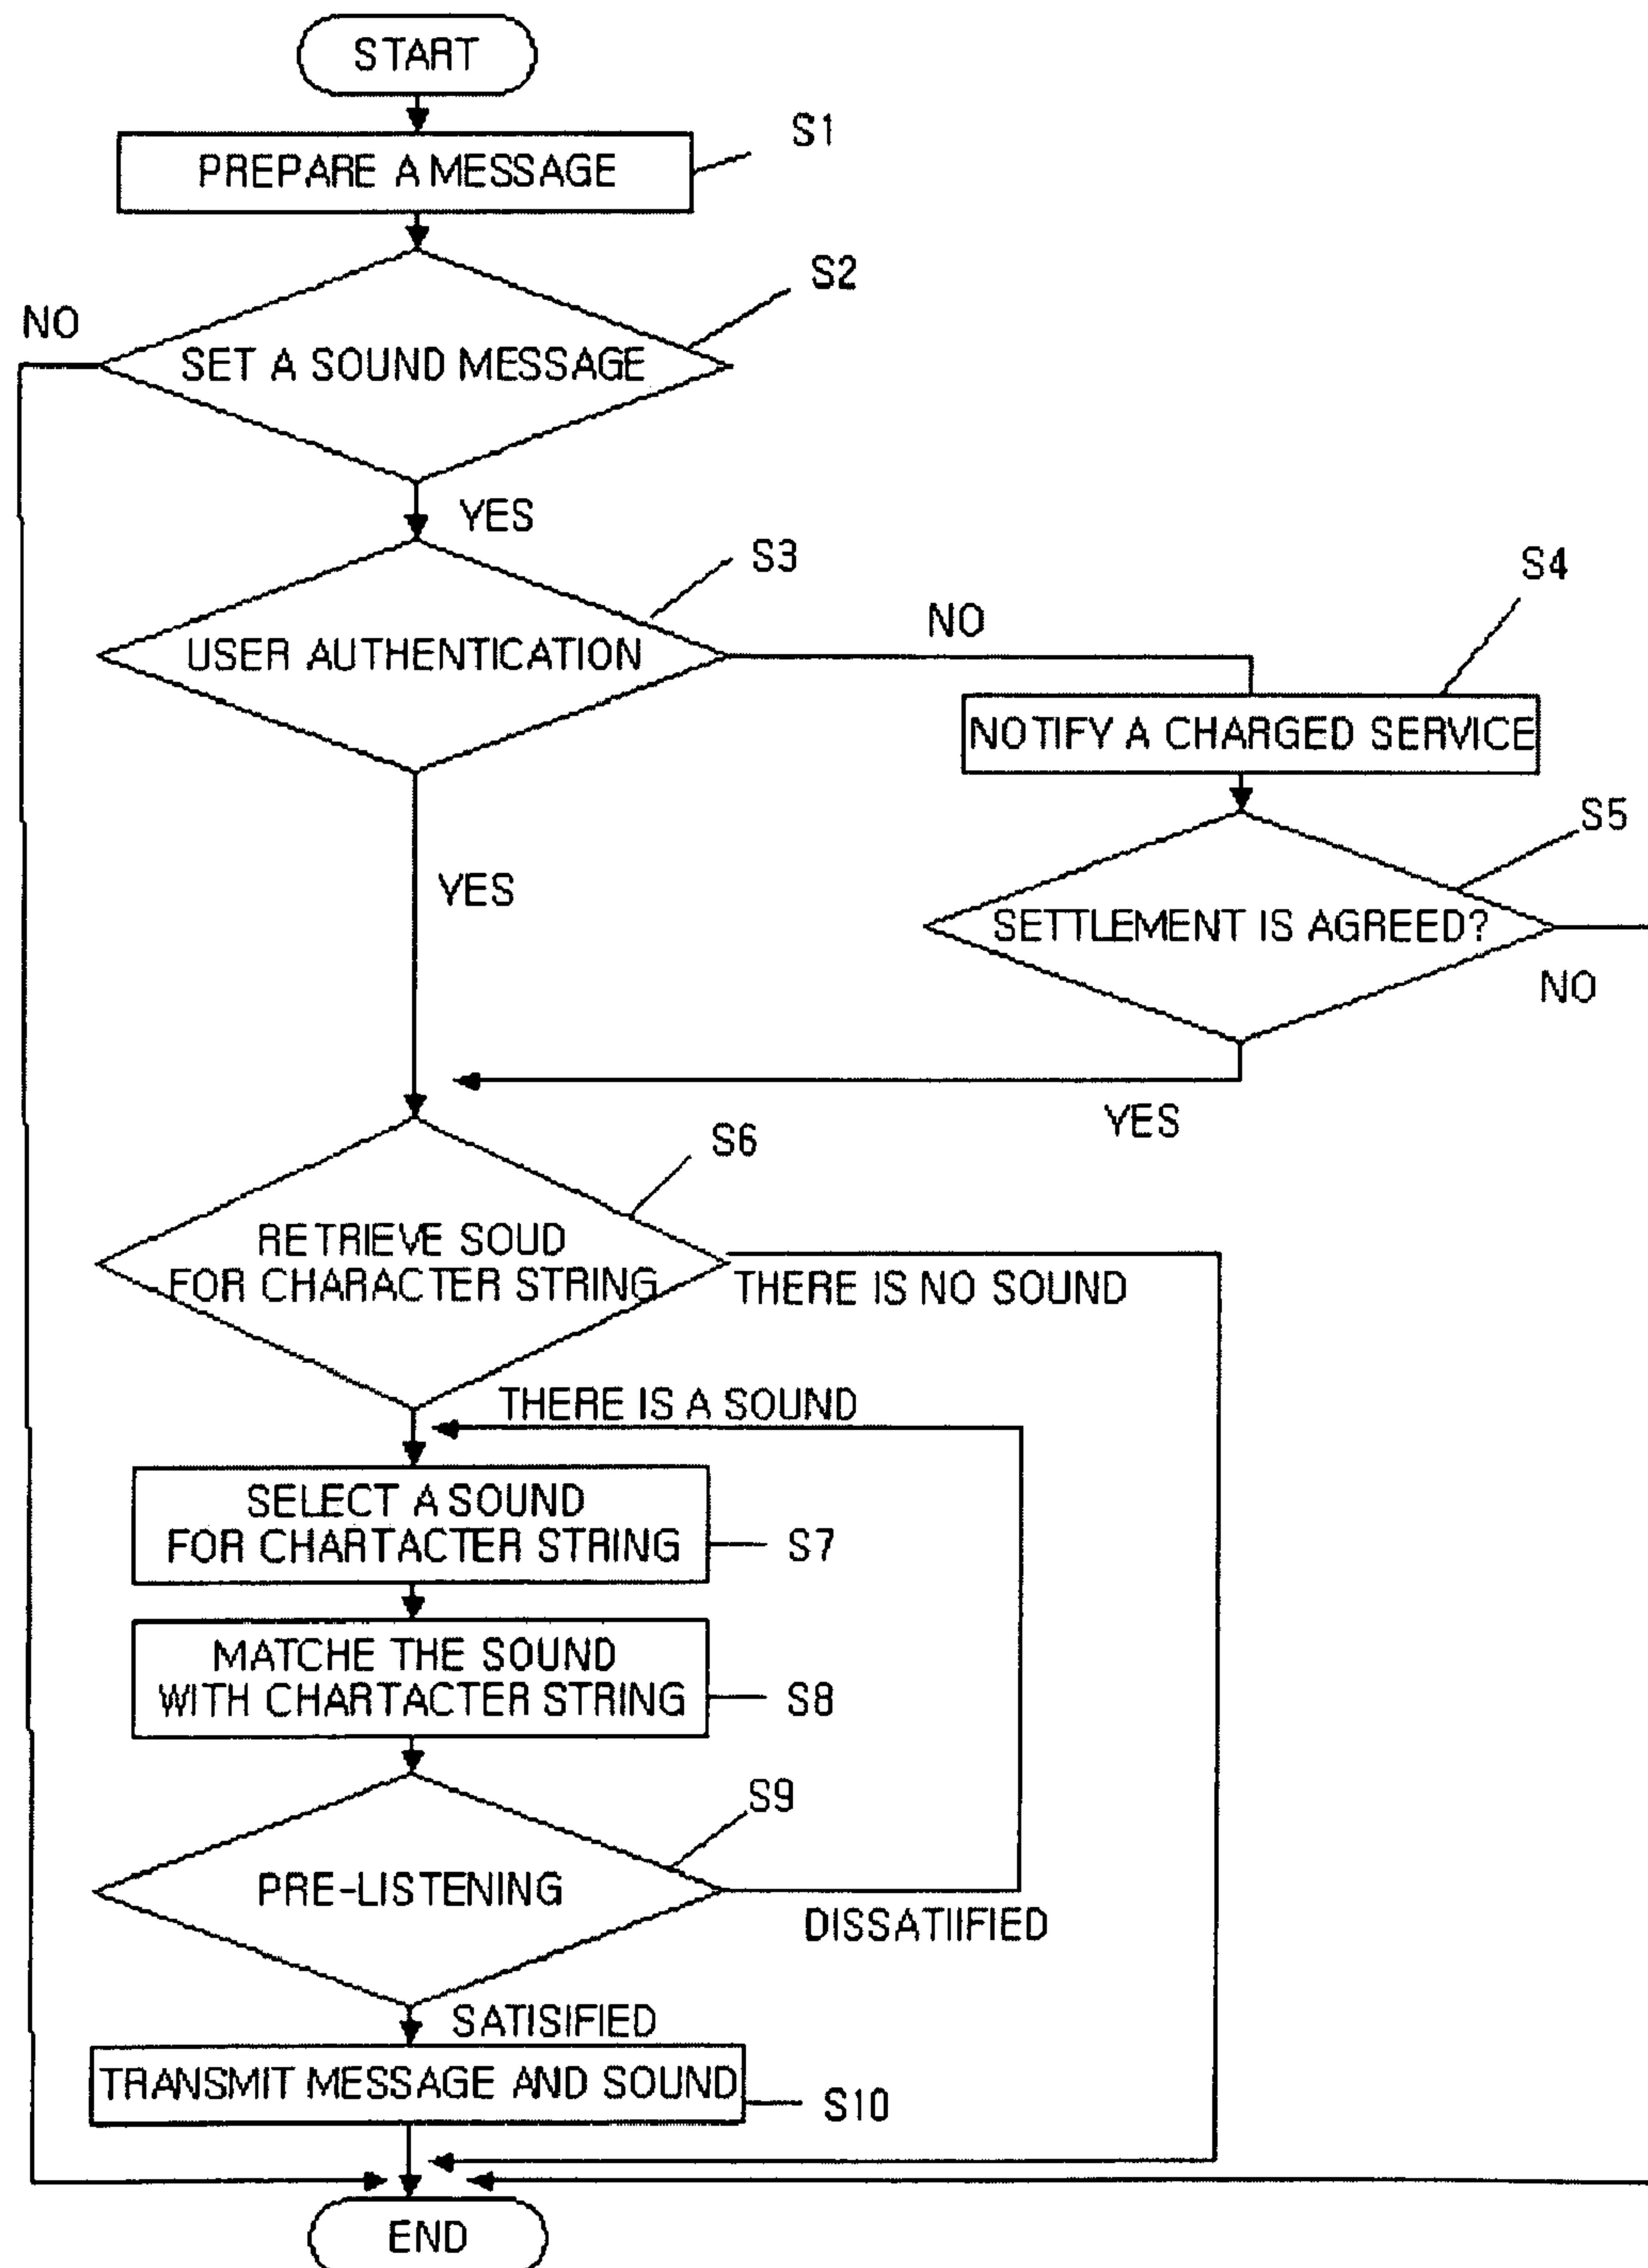 START
S1
PREPARE A MESSAGE
S2
NO
SET A SOUND MESSAGE
YES
S3
S4
NO
USER AUTHENTICATION
NOTIFY A CHARGED SERVICE
S5
YES
SETTLEMENT IS AGREED?
NO
YES
S6
RETRIEVE SOUD
FOR CHARACTER STRING
THERE IS NO SOUND
THERE IS A SOUND
SELECT A SOUND
FOR CHARTACTER STRING
S7
MATCHE THE SOUND
WITH CHARTACTER STRING
S8
S9
PRE-LISTENING
DISSATIIFIED
SATISIFIED
TRANSMIT MESSAGE AND SOUND
S10
END